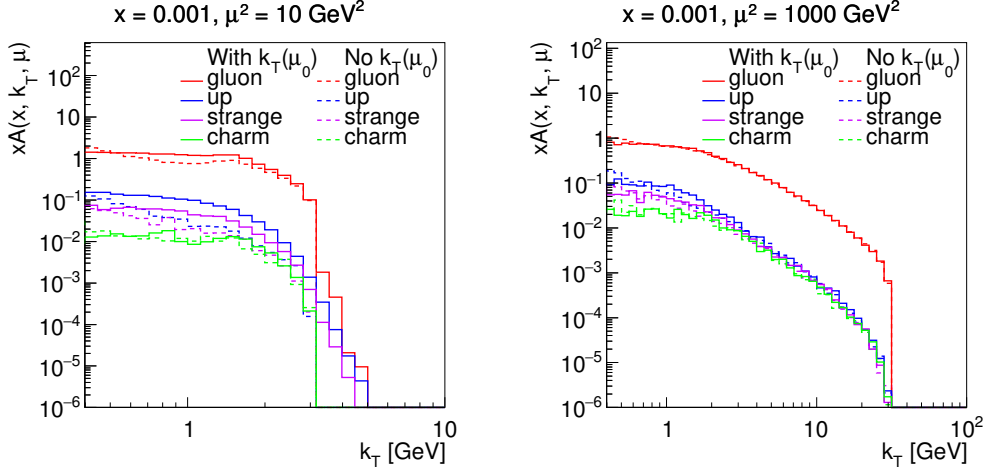 x = 0.001, μ² = 10 GeV²
xA(x, k_T, μ)
10²
10
1
10⁻¹
10⁻²
10⁻³
10⁻⁴
10⁻⁵
10⁻⁶
With k_T(μ₀) No k_T(μ₀)
gluon gluon
up up
strange strange
charm charm
1 10
k_T [GeV]
x = 0.001, μ² = 1000 GeV²
xA(x, k_T, μ)
10²
10
1
10⁻¹
10⁻²
10⁻³
10⁻⁴
10⁻⁵
10⁻⁶
With k_T(μ₀) No k_T(μ₀)
gluon gluon
up up
strange strange
charm charm
1 10 10²
k_T [GeV]